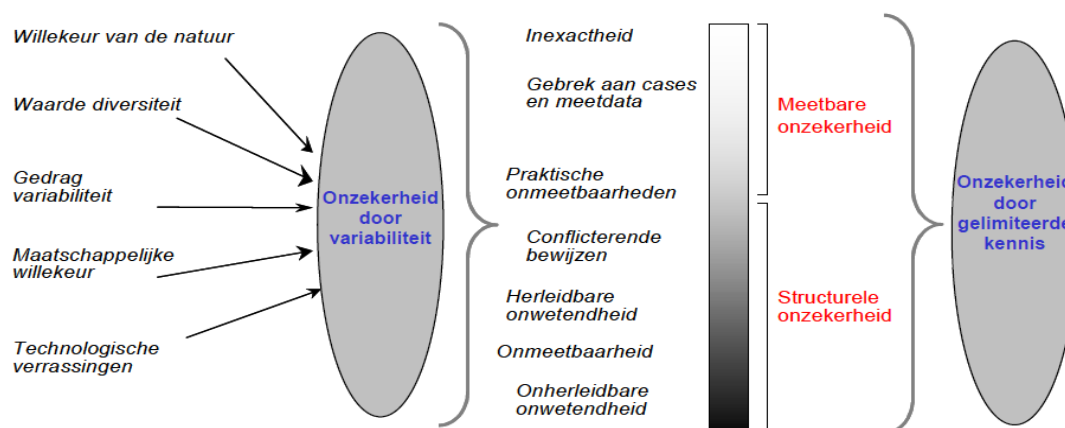 Willekeur van de natuur
Waarde diversiteit
Gedrag
variabiliteit
Maatschappelijke
willekeur
Technologische
verrassingen
Onzekerheid
door
variabiliteit
Inexactheid
Gebrek aan cases
en meetdata
Praktische
onmeetbaarheden
Conflicterende
bewijzen
Herleidbare
onwetendheid
Onmeetbaarheid
Onherleidbare
onwetendheid
Meetbare
onzekerheid
Structurele
onzekerheid
Onzekerheid
door
gelimiteerde
kennis